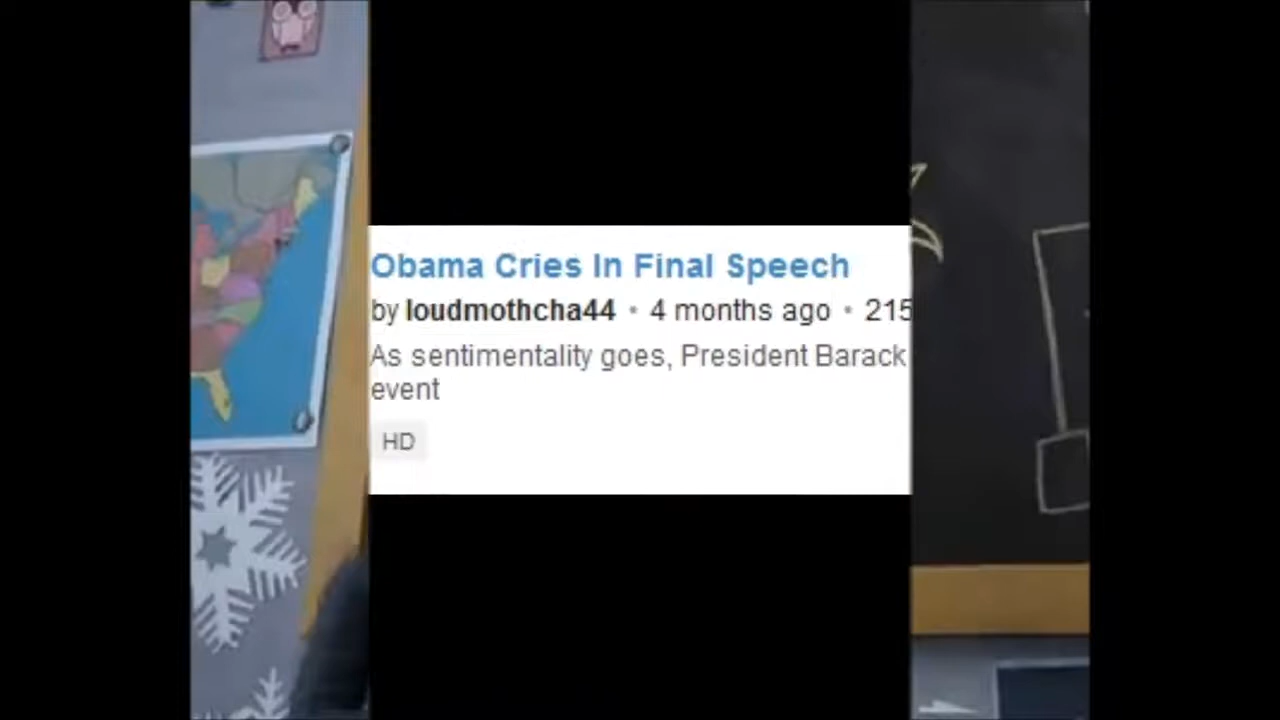 Obama Cries In Final Speech
by loudmothcha44 • 4 months ago • 215
As sentimentality goes, President Barack
event
HD